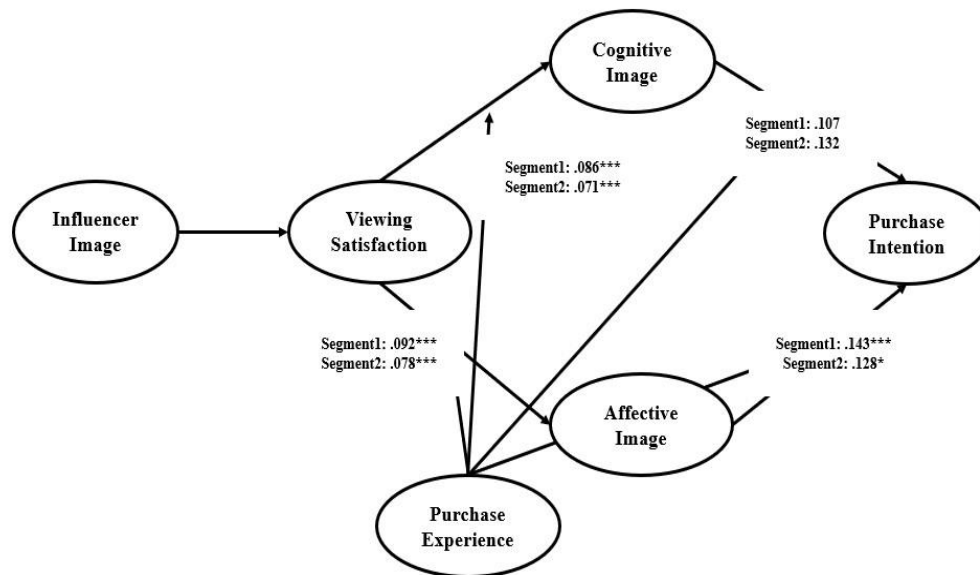 Cognitive
Image
Segment1: .107
Segment2: .132
Segment1: .086***
Segment2: .071***
Influencer
Image
Viewing
Satisfaction
Purchase
Intention
Segment1: .092***
Segment2: .078***
Segment1: .143***
Segment2: .128*
Affective
Image
Purchase
Experience